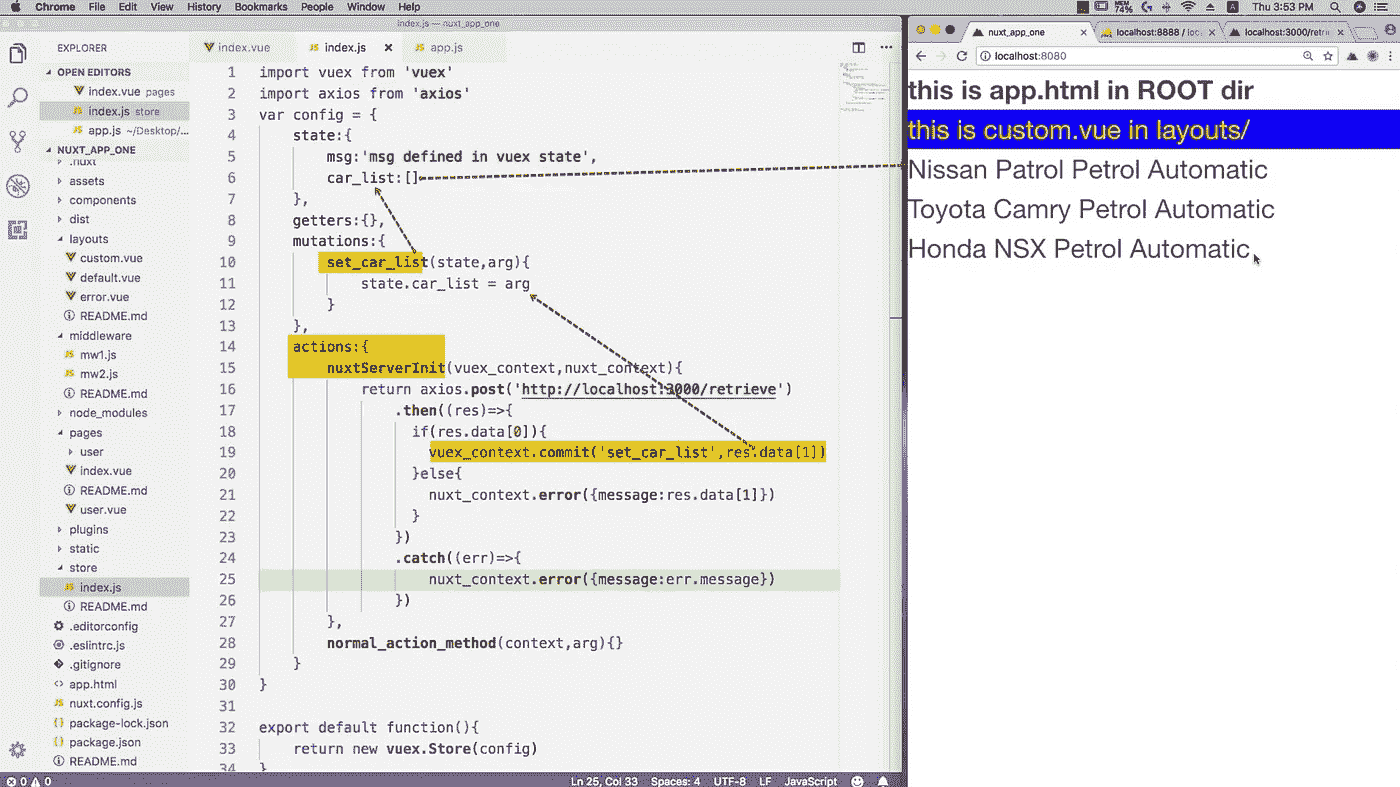 Chrome File Edit View History Bookmarks People Window Help
74% A Thu 3:53 PM
index.js — nuxt_app_one
EXPLORER
OPEN EDITORS
index.vue pages
index.js store
app.js ~/Desktop/...
NUXT_APP_ONE
.nuxt
assets
components
dist
layouts
custom.vue
default.vue
error.vue
README.md
middleware
mw1.js
mw2.js
README.md
node_modules
pages
user
index.vue
README.md
user.vue
plugins
static
store
index.js
README.md
.editorconfig
.eslintrc.js
.gitignore
app.html
nuxt.config.js
package-lock.json
package.json
README.md
index.vue index.js app.js
1 import vuex from 'vuex'
2 import axios from 'axios'
3 var config = {
4 state:{
5 msg:'msg defined in vuex state',
6 car_list:[]
7 },
8 getters:{},
9 mutations:{
10 set_car_list(state,arg){
11 state.car_list = arg
12 }
13 },
14 actions:{
15 nuxtServerInit(vuex_context,nuxt_context){
16 return axios.post('http://localhost:3000/retrieve')
17 .then((res)=>{
18 if(res.data[0]){
19 vuex_context.commit('set_car_list',res.data[1])
20 }else{
21 nuxt_context.error({message:res.data[1]})
22 }
23 })
24 .catch((err)=>{
25 nuxt_context.error({message:err.message})
26 })
27 },
28 normal_action_method(context,arg){}
29 }
30 }
31
32 export default function(){
33 return new vuex.Store(config)
34 }
0 0 Ln 25, Col 33 Spaces: 4 UTF-8 LF JavaScript
nuxt_app_one localhost:8888 / loc localhost:3000/retri
localhost:8080
this is app.html in ROOT dir
this is custom.vue in layouts/
Nissan Patrol Petrol Automatic
Toyota Camry Petrol Automatic
Honda NSX Petrol Automatic